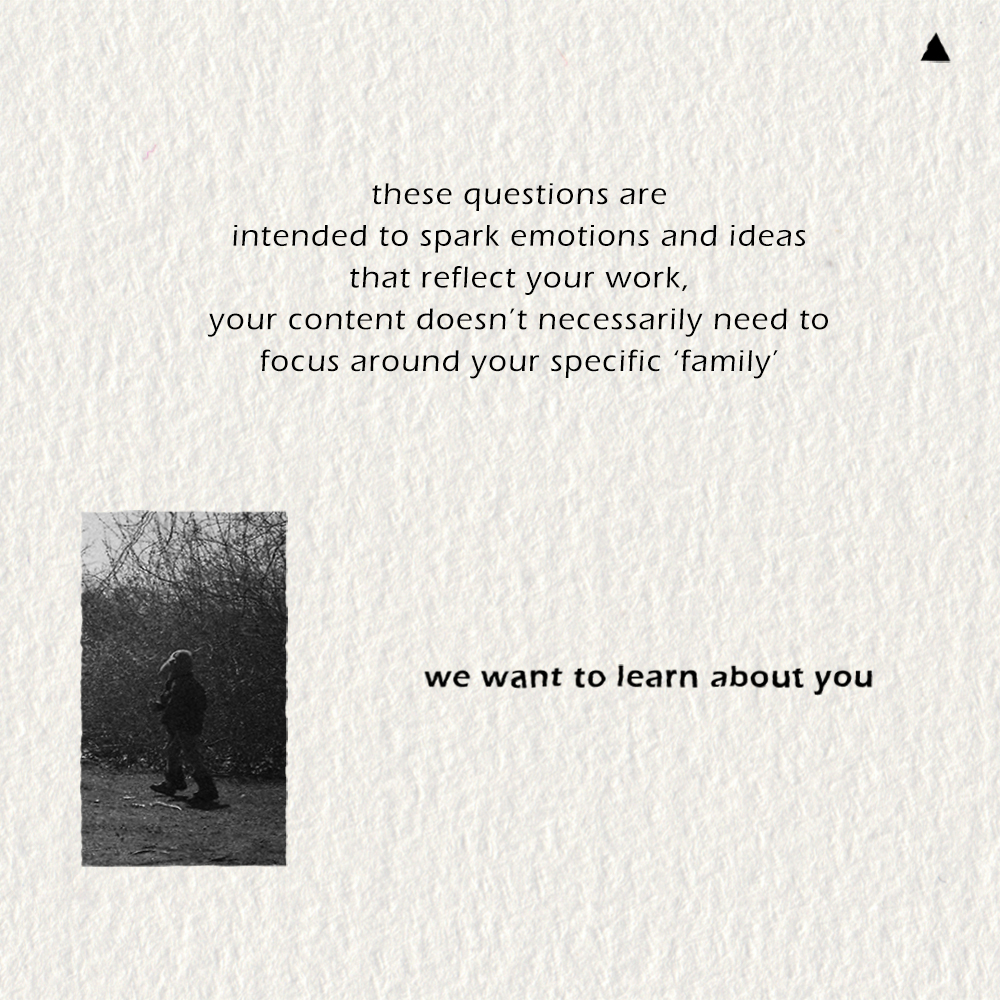 these questions are
intended to spark emotions and ideas
that reflect your work,
your content doesn’t necessarily need to
focus around your specific ‘family’
we want to learn about you